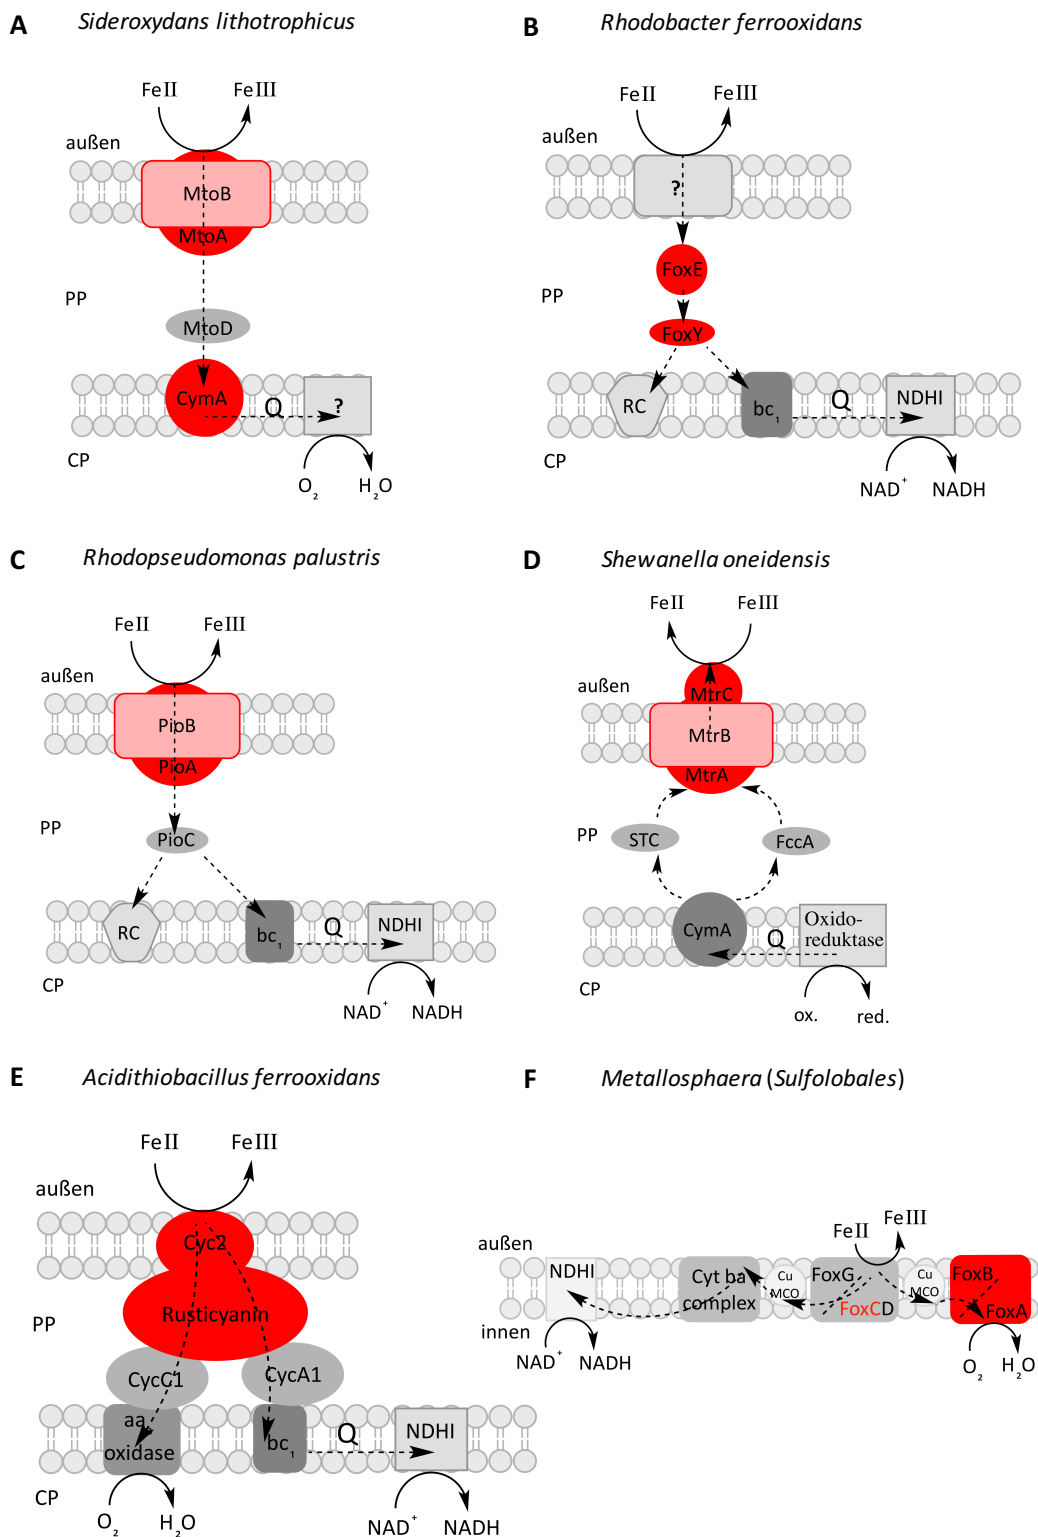 A Sideroxydans lithotrophicus
FeII FeIII
außen
MtoB
MtoA
PP
MtoD
CymA Q ?
CP
O2 H2O
B Rhodobacter ferrooxidans
FeII FeIII
außen
?
FoxE
PP
FoxY
RC bc1 Q NDHI
CP
NAD+ NADH
C Rhodopseudomonas palustris
FeII FeIII
außen
PioB
PioA
PP
PioC
RC bc1 Q NDHI
CP
NAD+ NADH
D Shewanella oneidensis
FeII FeIII
außen
MtrC
MtrB
MtrA
PP STC FccA
CymA Q Oxido-
reduktase
CP
ox. red.
E Acidithiobacillus ferrooxidans
FeII FeIII
außen
Cyc2
Rusticyanin
PP
CycC1 CycA1
aa3
oxidase bc1 Q NDHI
CP
O2 H2O NAD+ NADH
F Metallosphaera (Sulfolobales)
FeII FeIII
außen
NDHI Cyt ba
complex
Cu
MCO
FoxG
FoxCD
Cu
MCO
FoxB
FoxA
innen
NAD+ NADH
O2 H2O